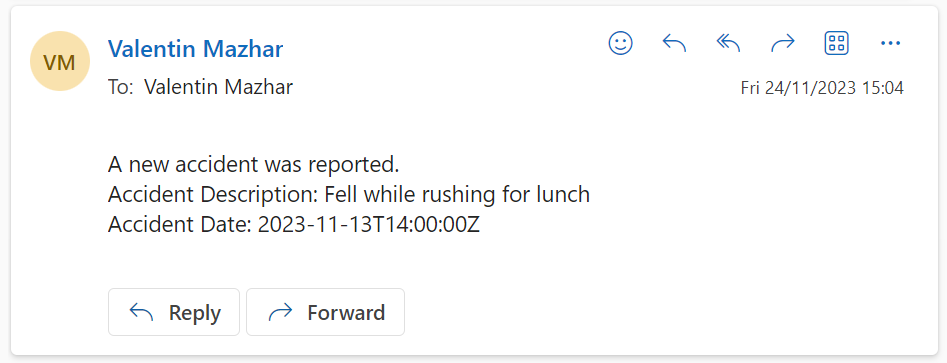 Valentin Mazhar
VM
To: Valentin Mazhar
Fri 24/11/2023 15:04
A new accident was reported.
Accident Description: Fell while rushing for lunch
Accident Date: 2023-11-13T14:00:00Z
Reply
Forward